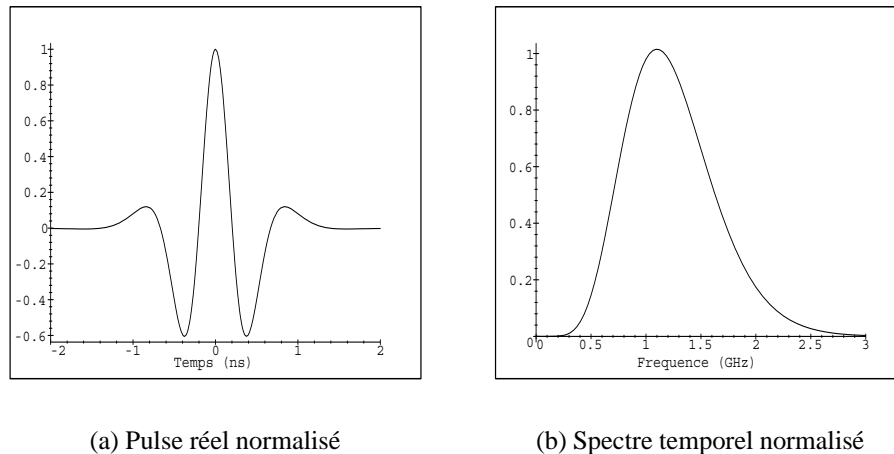 1
0.8
0.6
0.4
0.2
0
-0.2
-0.4
-0.6
-2 -1 0 1 2
Temps (ns)
1
0.8
0.6
0.4
0.2
0 0 0.5 1 1.5 2 2.5 3
Frequence (GHz)
(a) Pulse réel normalisé
(b) Spectre temporel normalisé